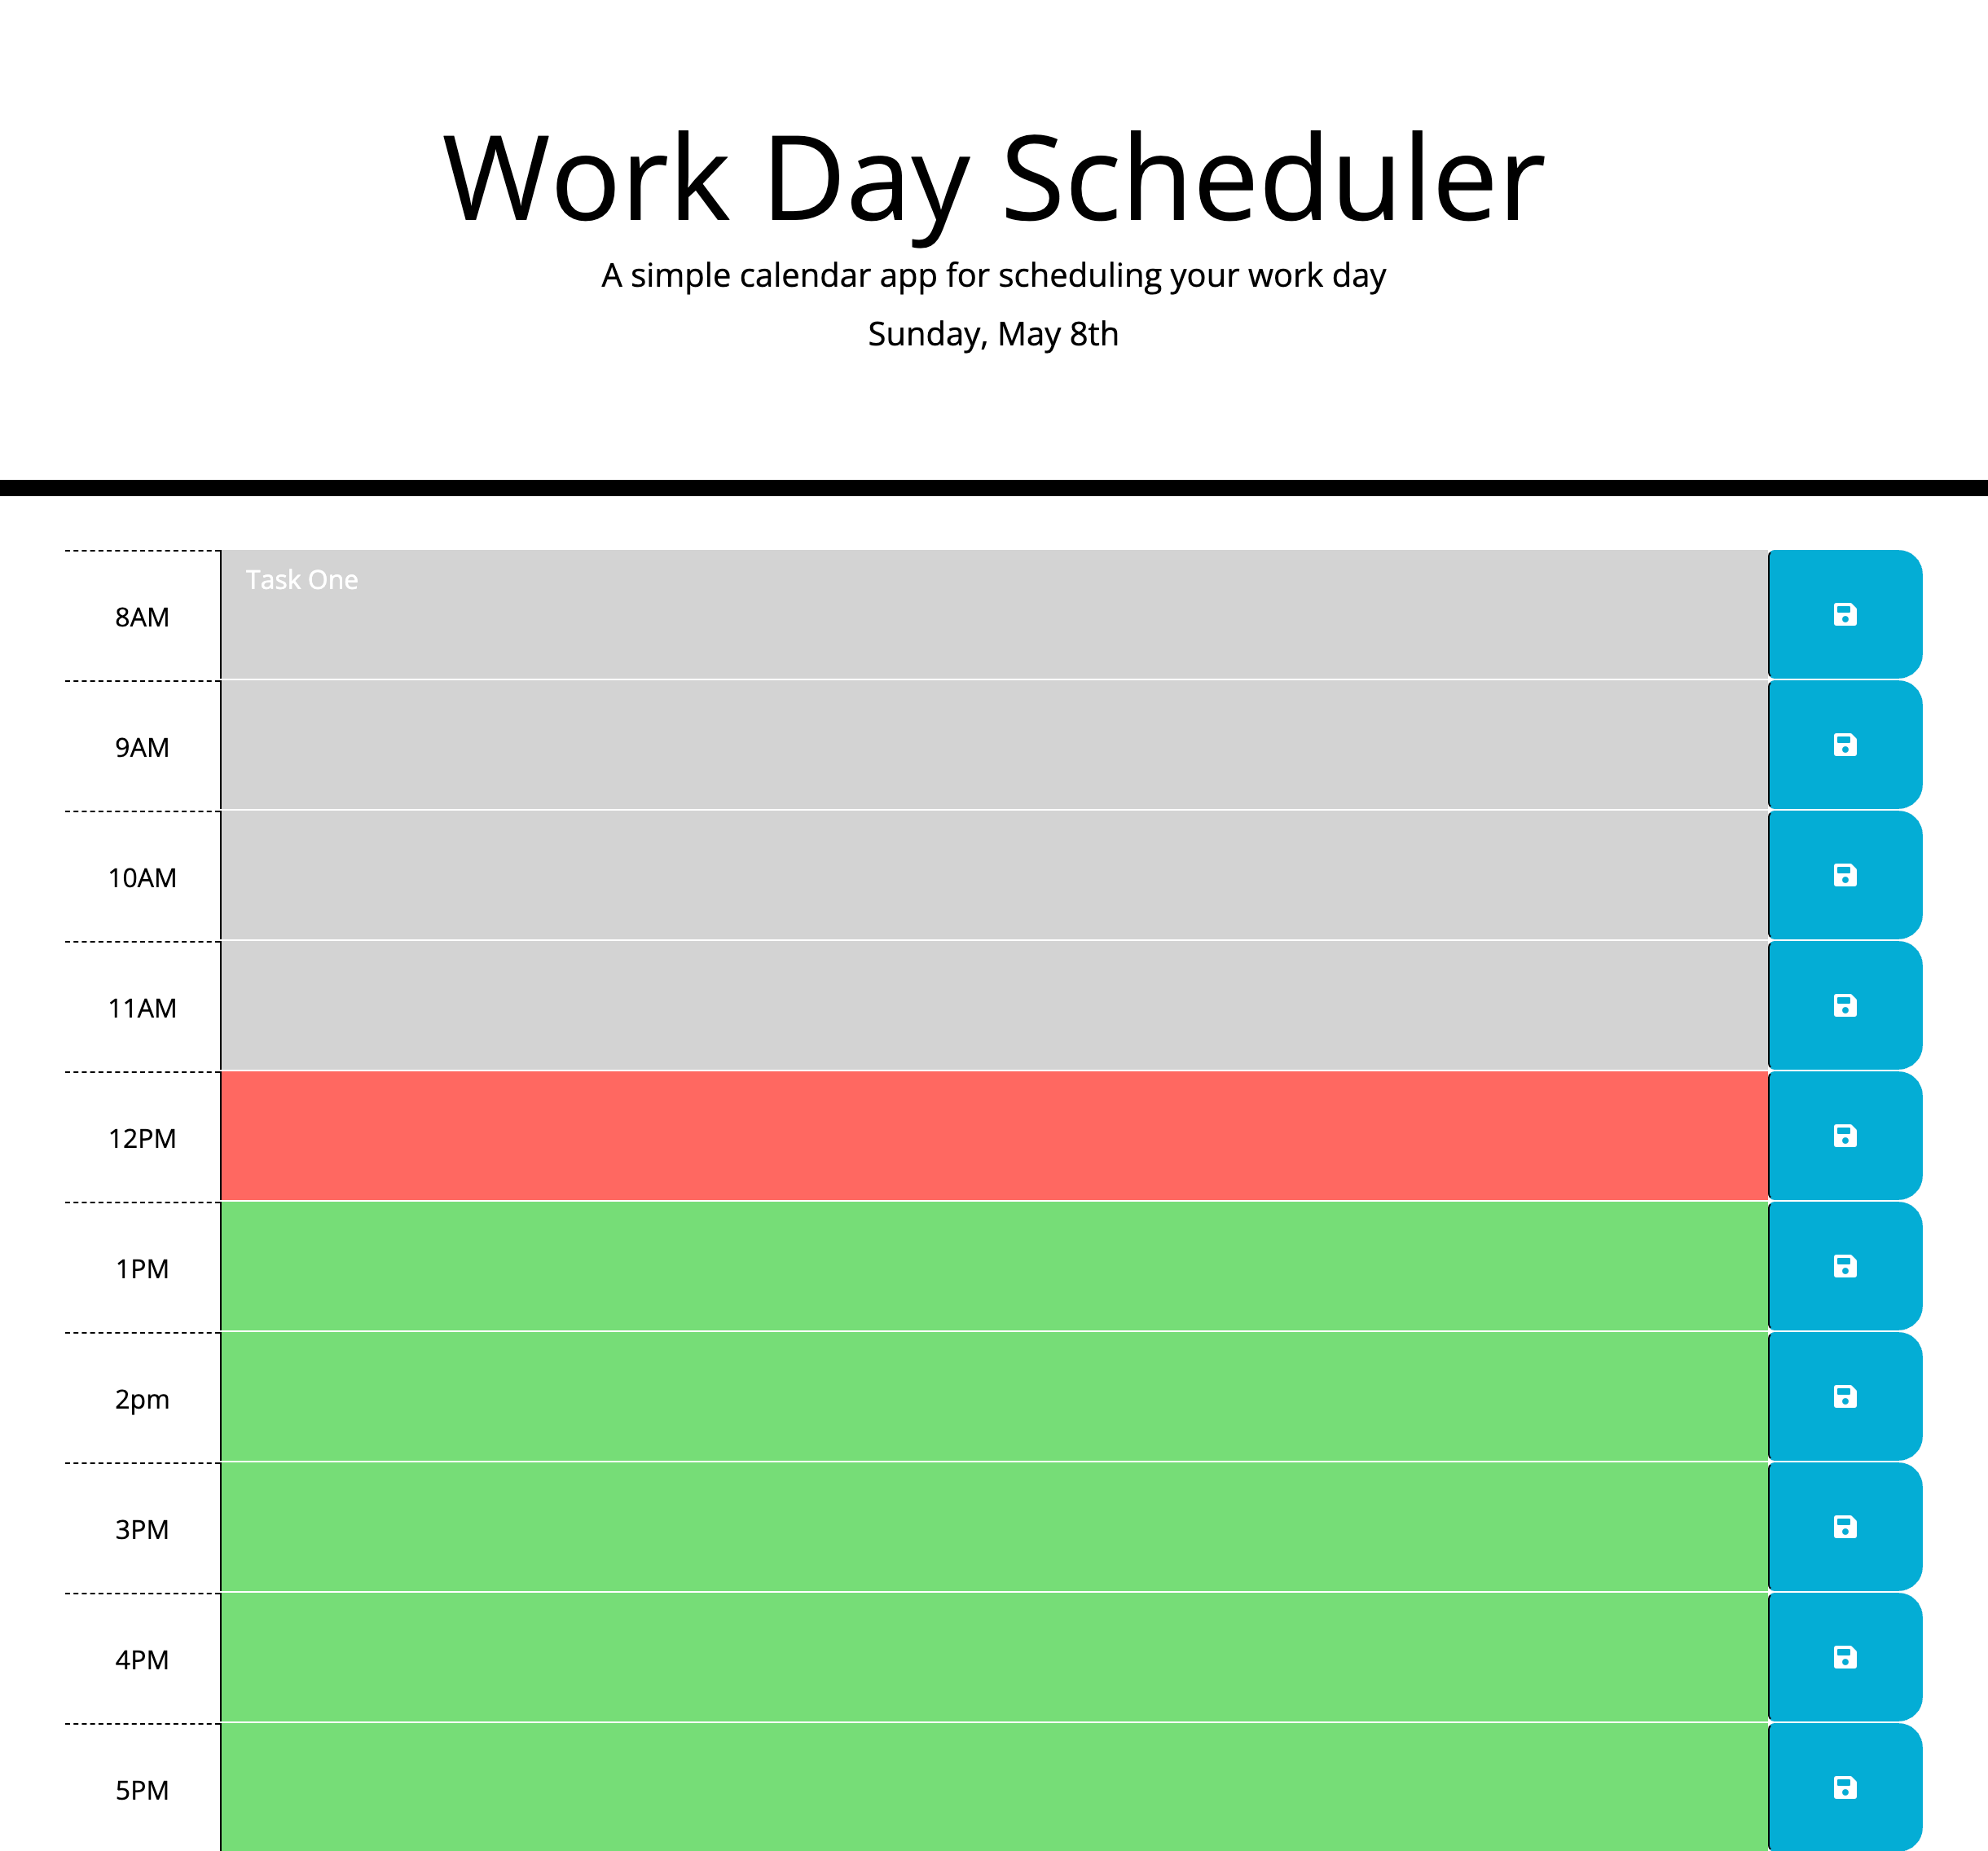 Work Day Scheduler
A simple calendar app for scheduling your work day
Sunday, May 8th
8AM
Task One
9AM
10AM
11AM
12PM
1PM
2pm
3PM
4PM
5PM